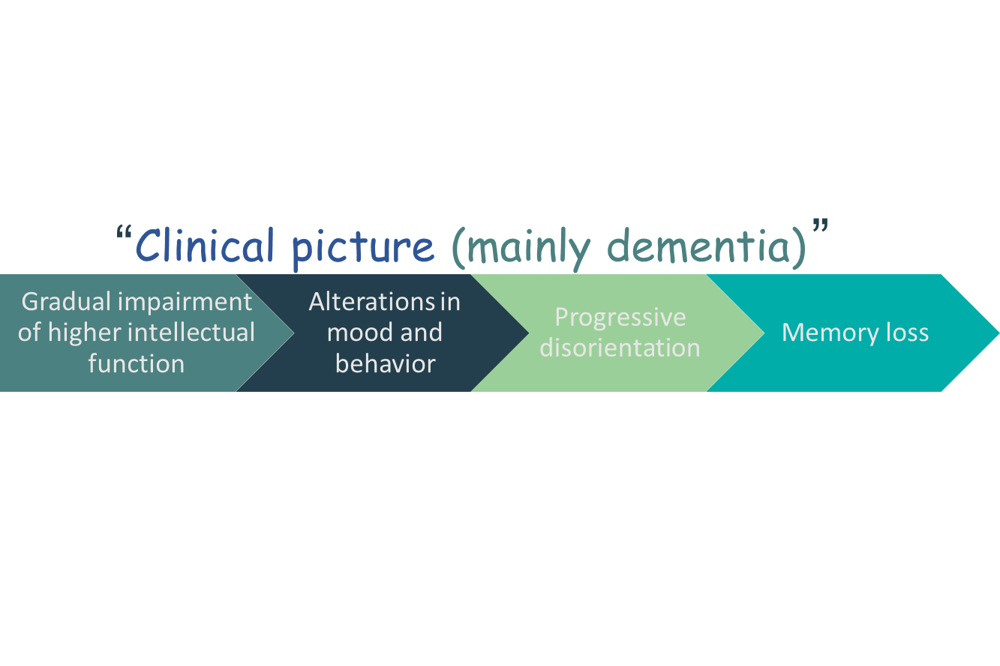 “Clinical picture (mainly dementia)”
Gradual impairment
of higher intellectual
function
Alterations in
mood and
behavior
Progressive
disorientation
Memory loss